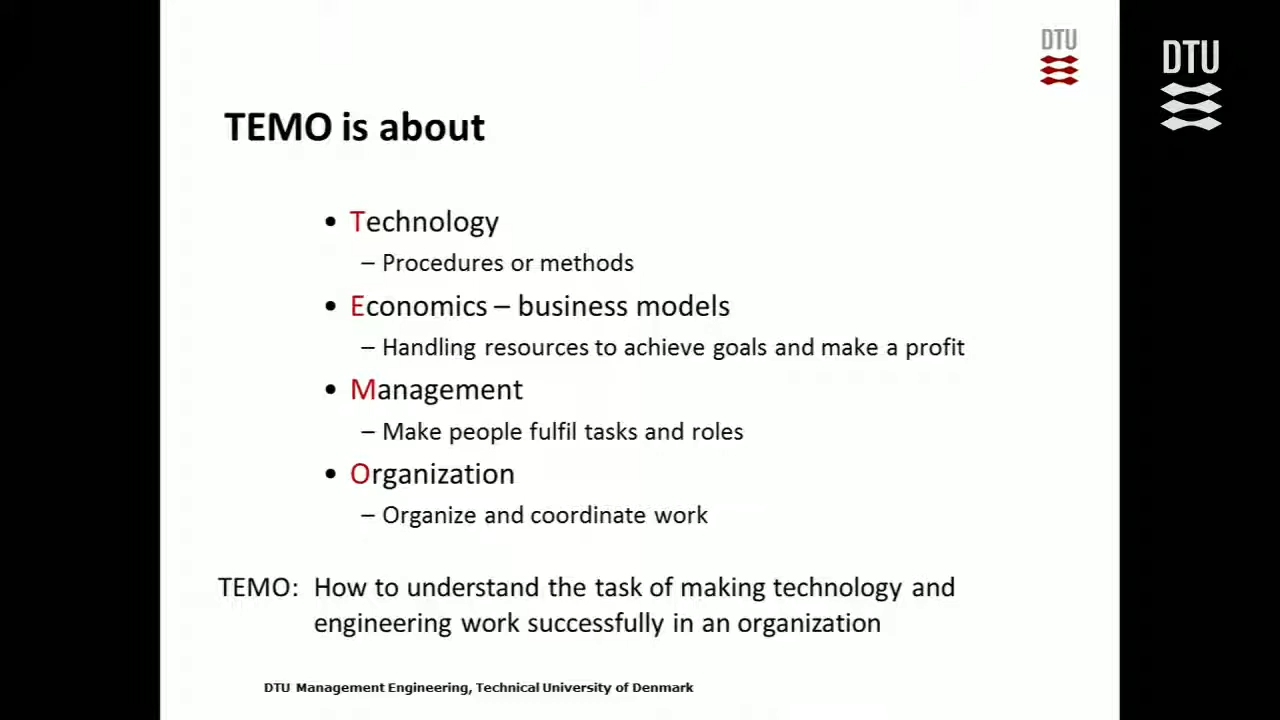 DTU
DTU
TEMO is about
• Technology
– Procedures or methods
• Economics – business models
– Handling resources to achieve goals and make a profit
• Management
– Make people fulfil tasks and roles
• Organization
– Organize and coordinate work
TEMO: How to understand the task of making technology and
engineering work successfully in an organization
DTU Management Engineering, Technical University of Denmark